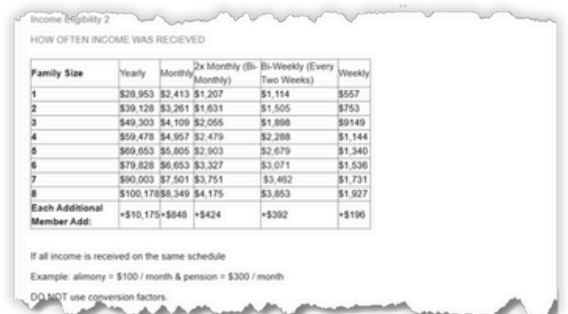 Income Eligibility 2
HOW OFTEN INCOME WAS RECIEVED
Family Size Yearly Monthly 2x Monthly (Bi-Monthly) Bi-Weekly (Every Two Weeks) Weekly
1 $28,953 $2,413 $1,207 $1,114 $557
2 $39,128 $3,261 $1,631 $1,505 $753
3 $49,303 $4,109 $2,055 $1,898 $9149
4 $59,478 $4,957 $2,479 $2,288 $1,144
5 $69,653 $5,805 $2,903 $2,679 $1,340
6 $79,828 $6,653 $3,327 $3,071 $1,536
7 $90,003 $7,501 $3,751 $3,462 $1,731
8 $100,178 $8,349 $4,175 $3,853 $1,927
Each Additional Member Add: +$10,175 +$848 +$424 +$392 +$196
If all income is received on the same schedule
Example: alimony = $100 / month & pension = $300 / month
DO NOT use conversion factors.